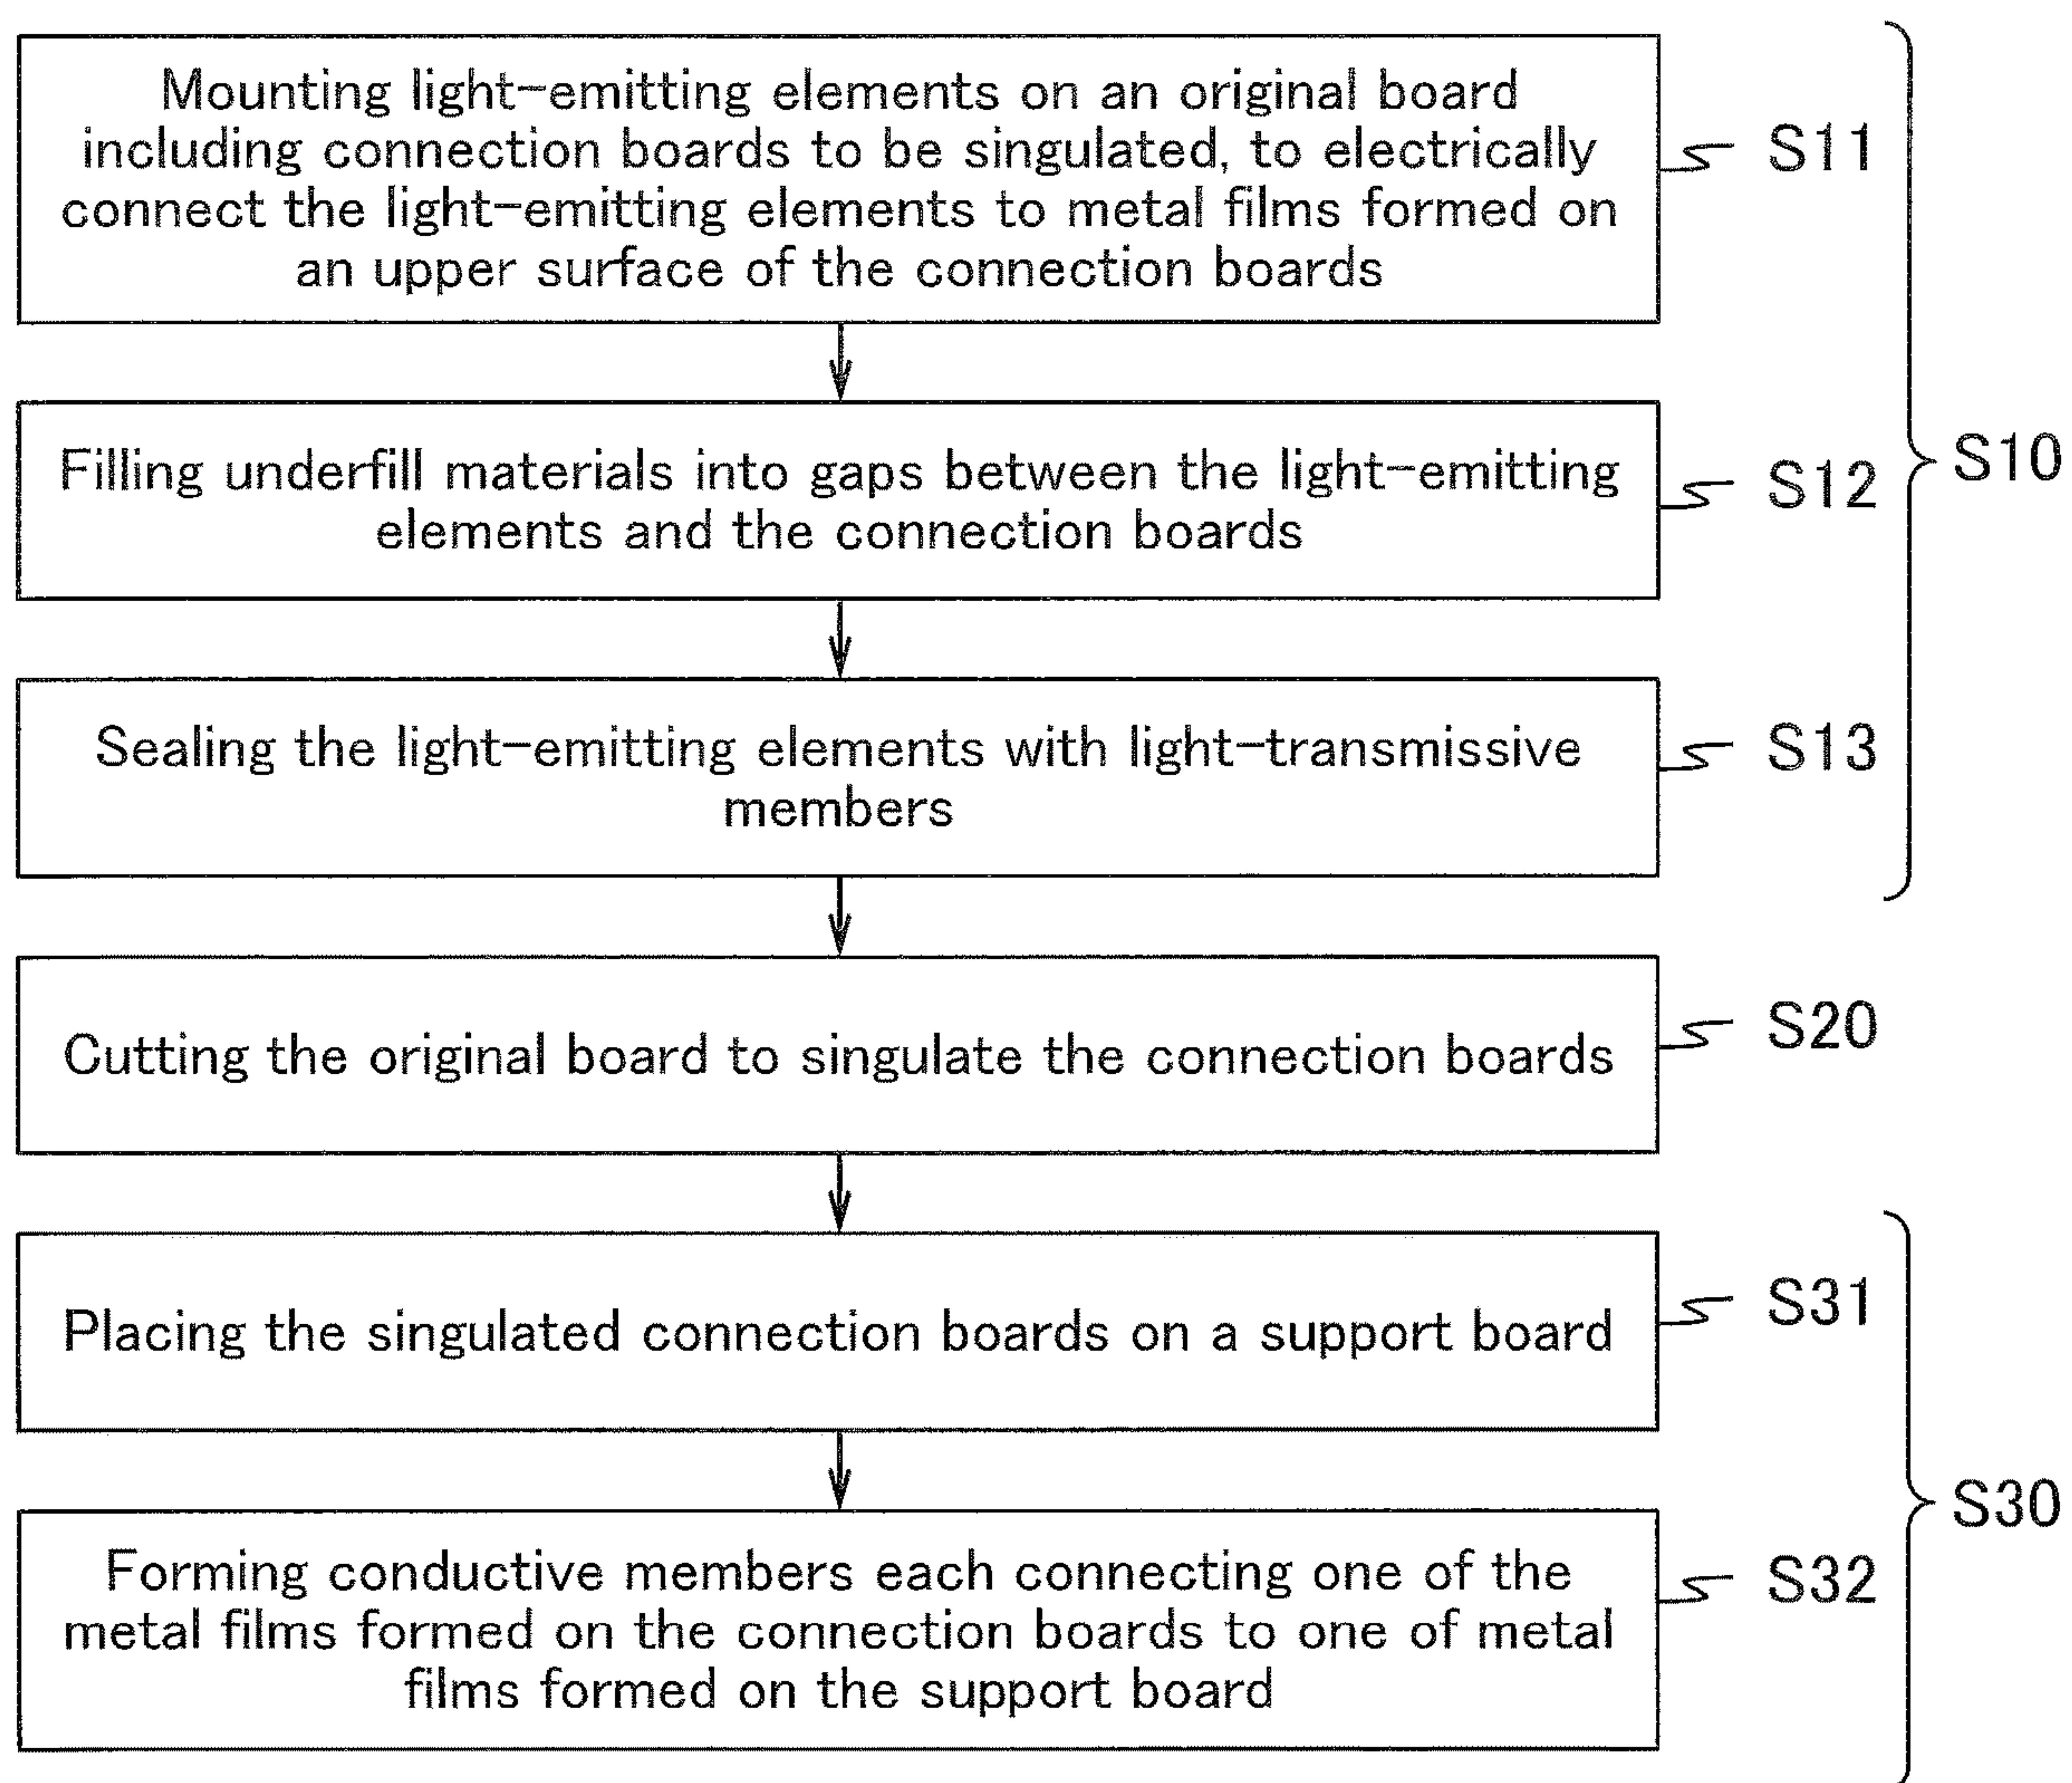 Mounting light-emitting elements on an original board
including connection boards to be singulated, to electrically
connect the light-emitting elements to metal films formed on
an upper surface of the connection boards
S11
Filling underfill materials into gaps between the light-emitting
elements and the connection boards
S12
S10
Sealing the light-emitting elements with light-transmissive
members
S13
Cutting the original board to singulate the connection boards
S20
Placing the singulated connection boards on a support board
S31
Forming conductive members each connecting one of the
metal films formed on the connection boards to one of metal
films formed on the support board
S32
S30